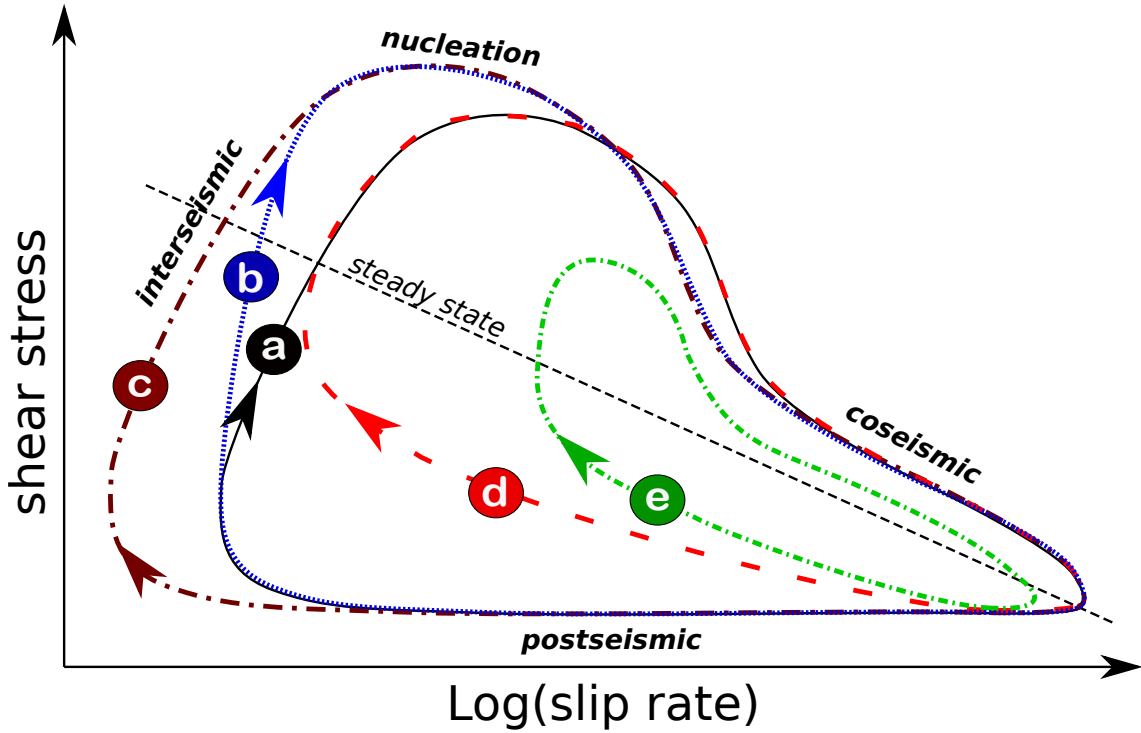 nucleation
interseismic
steady state
b
a
c
d
e
coseismic
postseismic
shear stress
Log(slip rate)